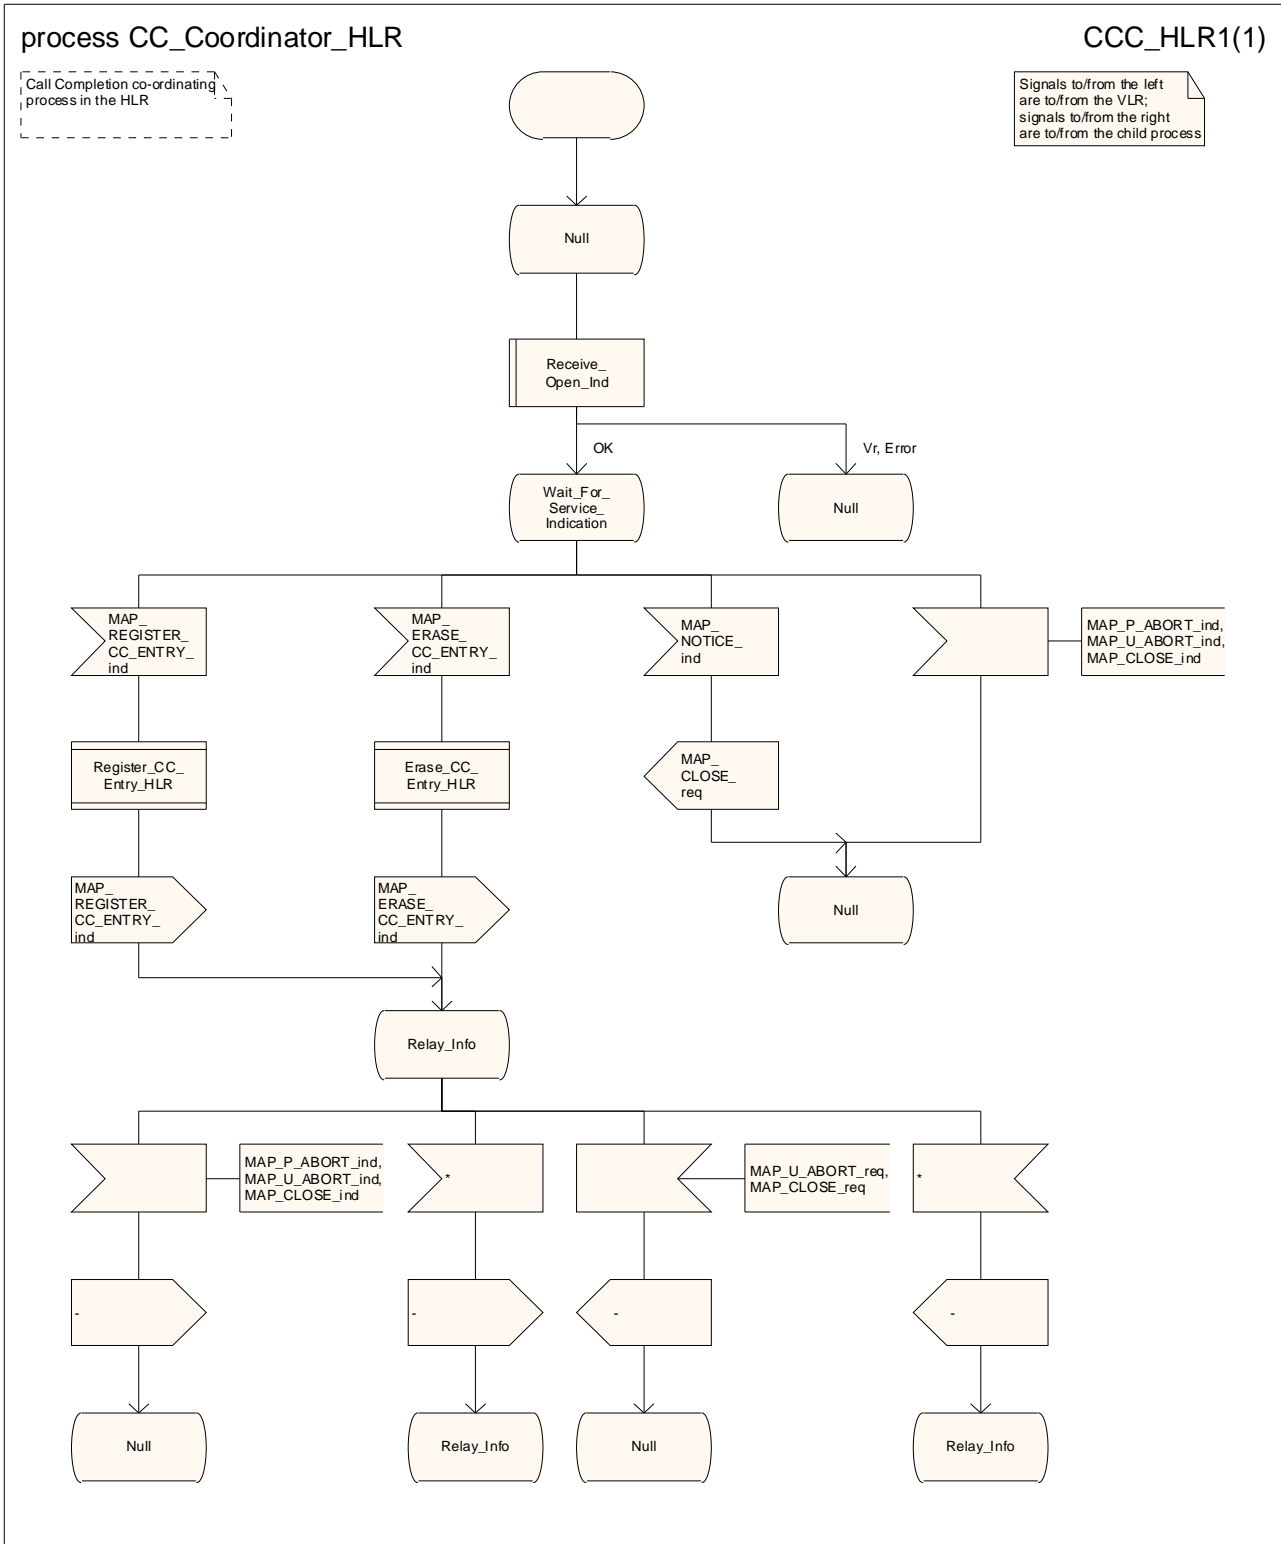 process CC_Coordinator_HLR
CCC_HLR1(1)
Call Completion co-ordinating
process in the HLR
Signals to/from the left
are to/from the VLR;
signals to/from the right
are to/from the child process
Null
Receive_
Open_Ind
OK
Vr, Error
Wait_For_
Service_
Indication
Null
MAP_
REGISTER_
CC_ENTRY_
ind
MAP_
ERASE_
CC_ENTRY_
ind
MAP_
NOTICE_
ind
MAP_P_ABORT_ind,
MAP_U_ABORT_ind,
MAP_CLOSE_ind
Register_CC_
Entry_HLR
Erase_CC_
Entry_HLR
MAP_
CLOSE_
req
MAP_
REGISTER_
CC_ENTRY_
ind
MAP_
ERASE_
CC_ENTRY_
ind
Null
Relay_Info
MAP_P_ABORT_ind,
MAP_U_ABORT_ind,
MAP_CLOSE_ind
*
MAP_U_ABORT_req,
MAP_CLOSE_req
*
-
-
-
-
Null
Relay_Info
Null
Relay_Info